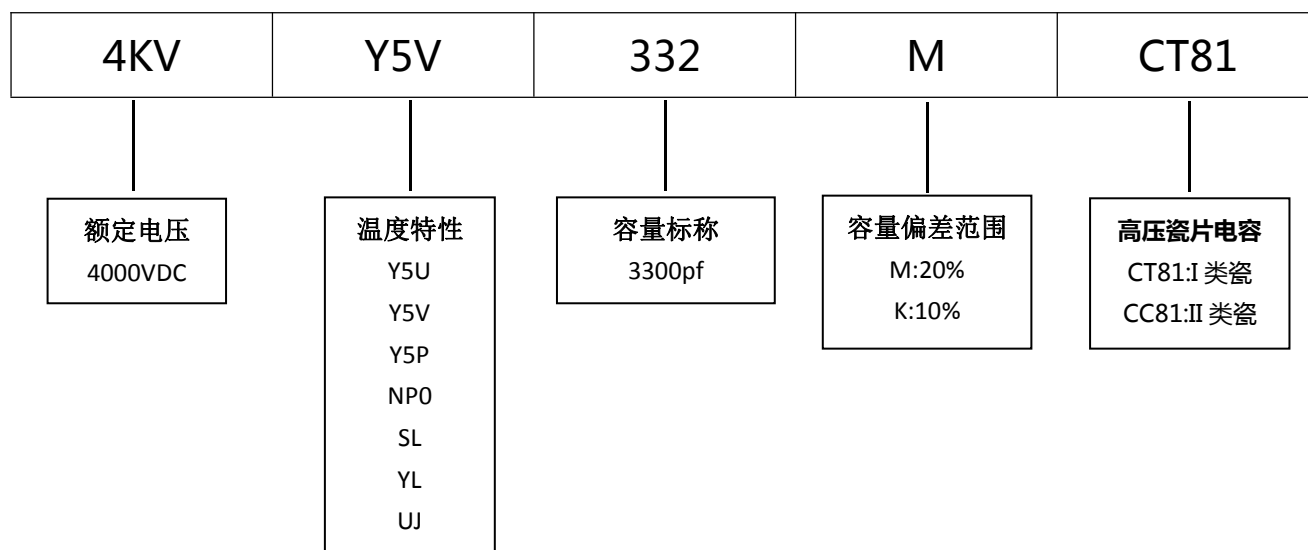 4KV Y5V 332 M CT81
额定电压
4000VDC
温度特性
Y5U
Y5V
Y5P
NP0
SL
YL
UJ
容量标称
3300pf
容量偏差范围
M:20%
K:10%
高压瓷片电容
CT81:I 类瓷
CC81:II 类瓷